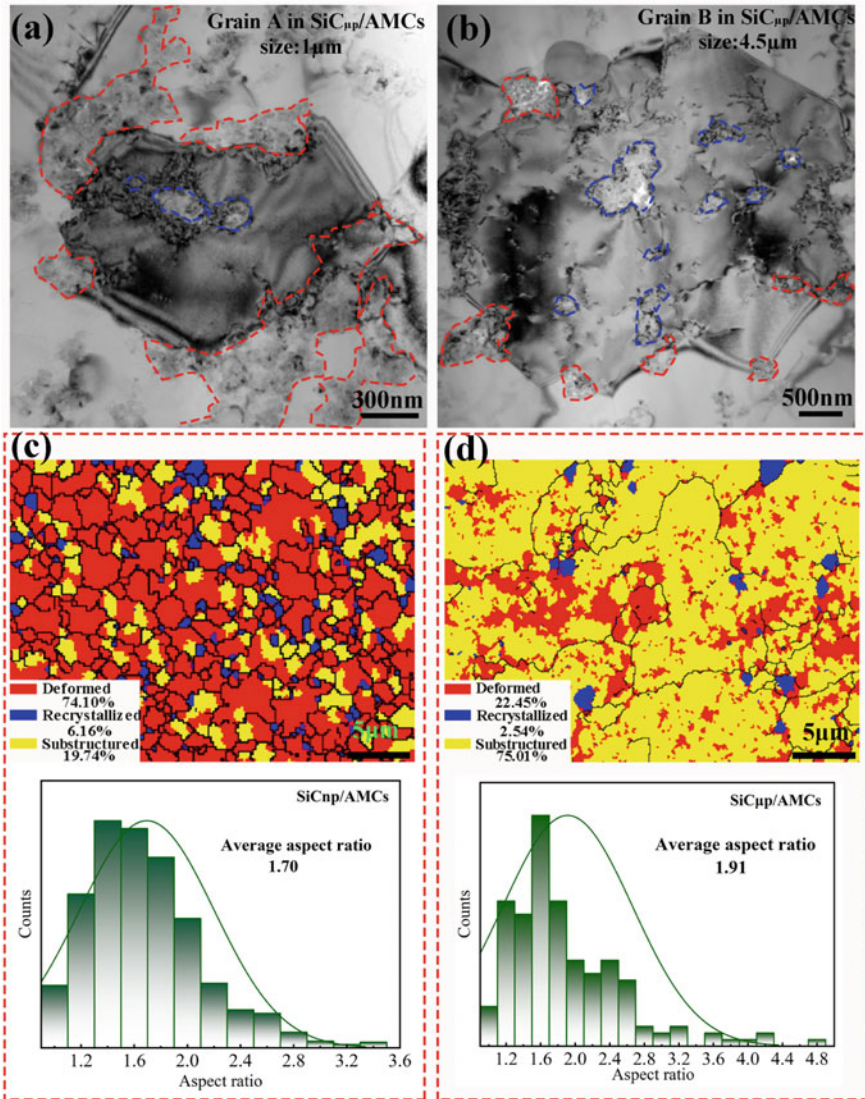 (a)
Grain A in SiCμp/AMCs
size:1μm
300nm
(b)
Grain B in SiCμp/AMCs
size:4.5μm
500nm
(c)
Deformed
74.10%
Recrystallized
6.16%
Substructured
19.74%
5μm
SiCnp/AMCs
Average aspect ratio
1.70
Counts
1.2 1.6 2.0 2.4 2.8 3.2 3.6
Aspect ratio
(d)
Deformed
22.45%
Recrystallized
2.54%
Substructured
75.01%
5μm
SiCμp/AMCs
Average aspect ratio
1.91
Counts
1.2 1.6 2.0 2.4 2.8 3.2 3.6 4.0 4.4 4.8
Aspect ratio